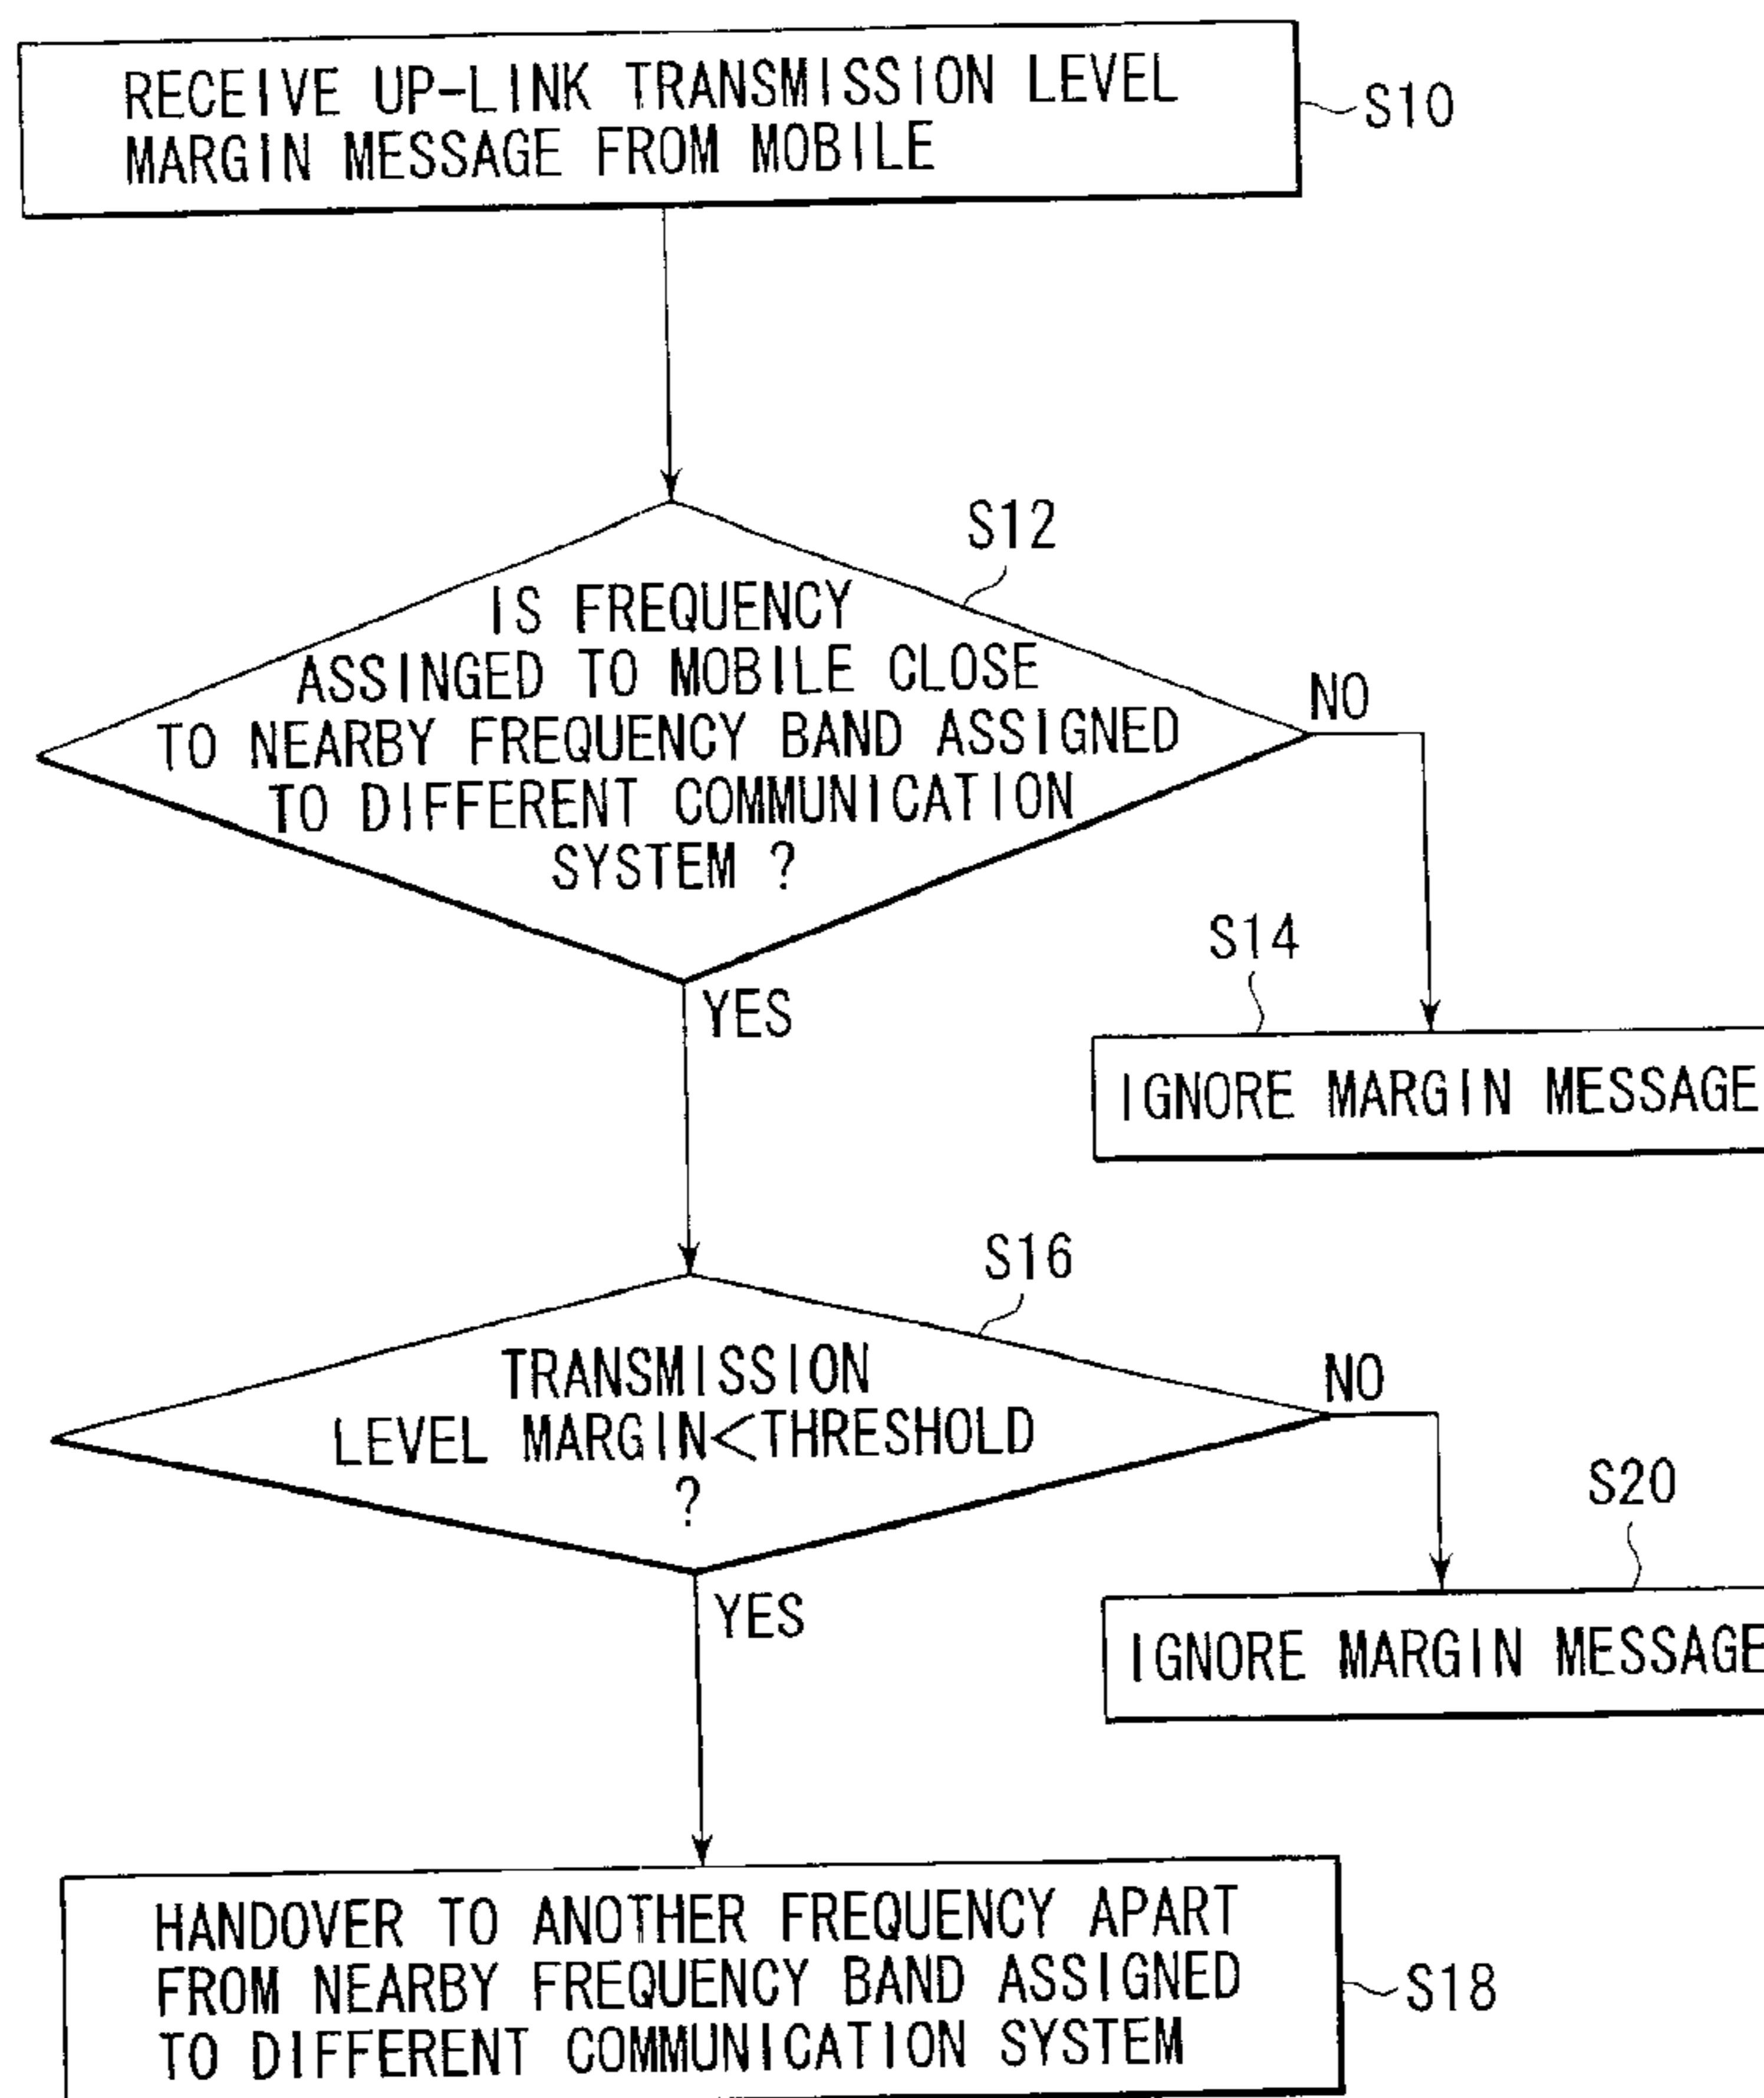 RECEIVE UP-LINK TRANSMISSION LEVEL
MARGIN MESSAGE FROM MOBILE
S10
S12
IS FREQUENCY
ASSINGED TO MOBILE CLOSE
TO NEARBY FREQUENCY BAND ASSIGNED
TO DIFFERENT COMMUNICATION
SYSTEM ?
NO
YES
S14
IGNORE MARGIN MESSAGE
S16
TRANSMISSION
LEVEL MARGIN<THRESHOLD
?
NO
YES
S20
IGNORE MARGIN MESSAGE
HANDOVER TO ANOTHER FREQUENCY APART
FROM NEARBY FREQUENCY BAND ASSIGNED
TO DIFFERENT COMMUNICATION SYSTEM
S18